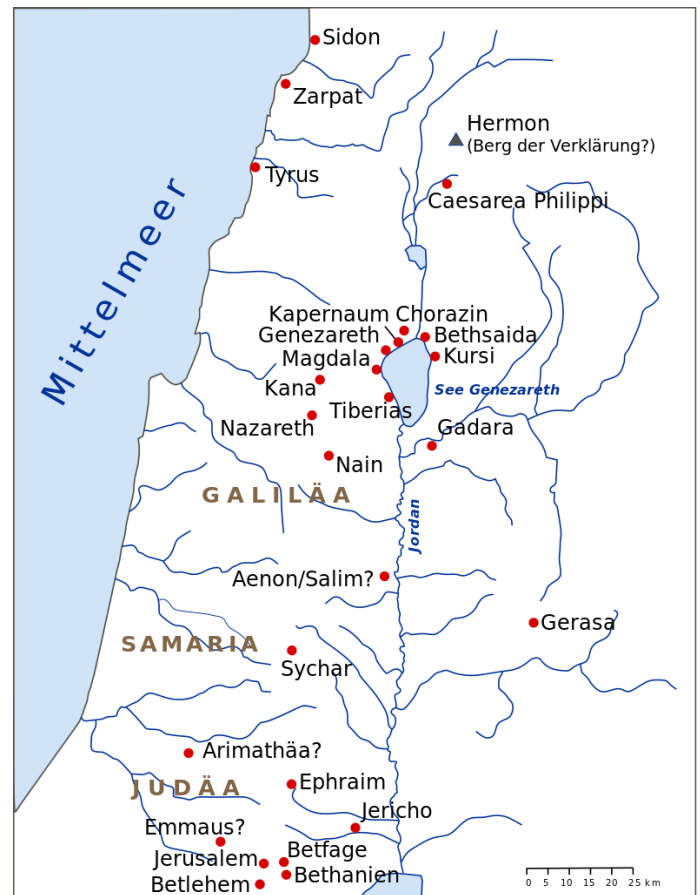 Sidon
Zarpat
Hermon
(Berg der Verklärung?)
Tyrus
Caesarea Philippi
Mittelmeer
Kapernaum Chorazin
Genezareth
Bethsaida
Magdala
Kursi
Kana
See Genezareth
Tiberias
Nazareth
Gadara
Nain
GALILÄA
Jordan
Aenon/Salim?
Gerasa
SAMARIA
Sychar
Arimathäa?
Ephraim
JUDÄA
Jericho
Emmaus?
Betfage
Jerusalem
Bethanien
Betlehem
0 5 10 15 20 25 km